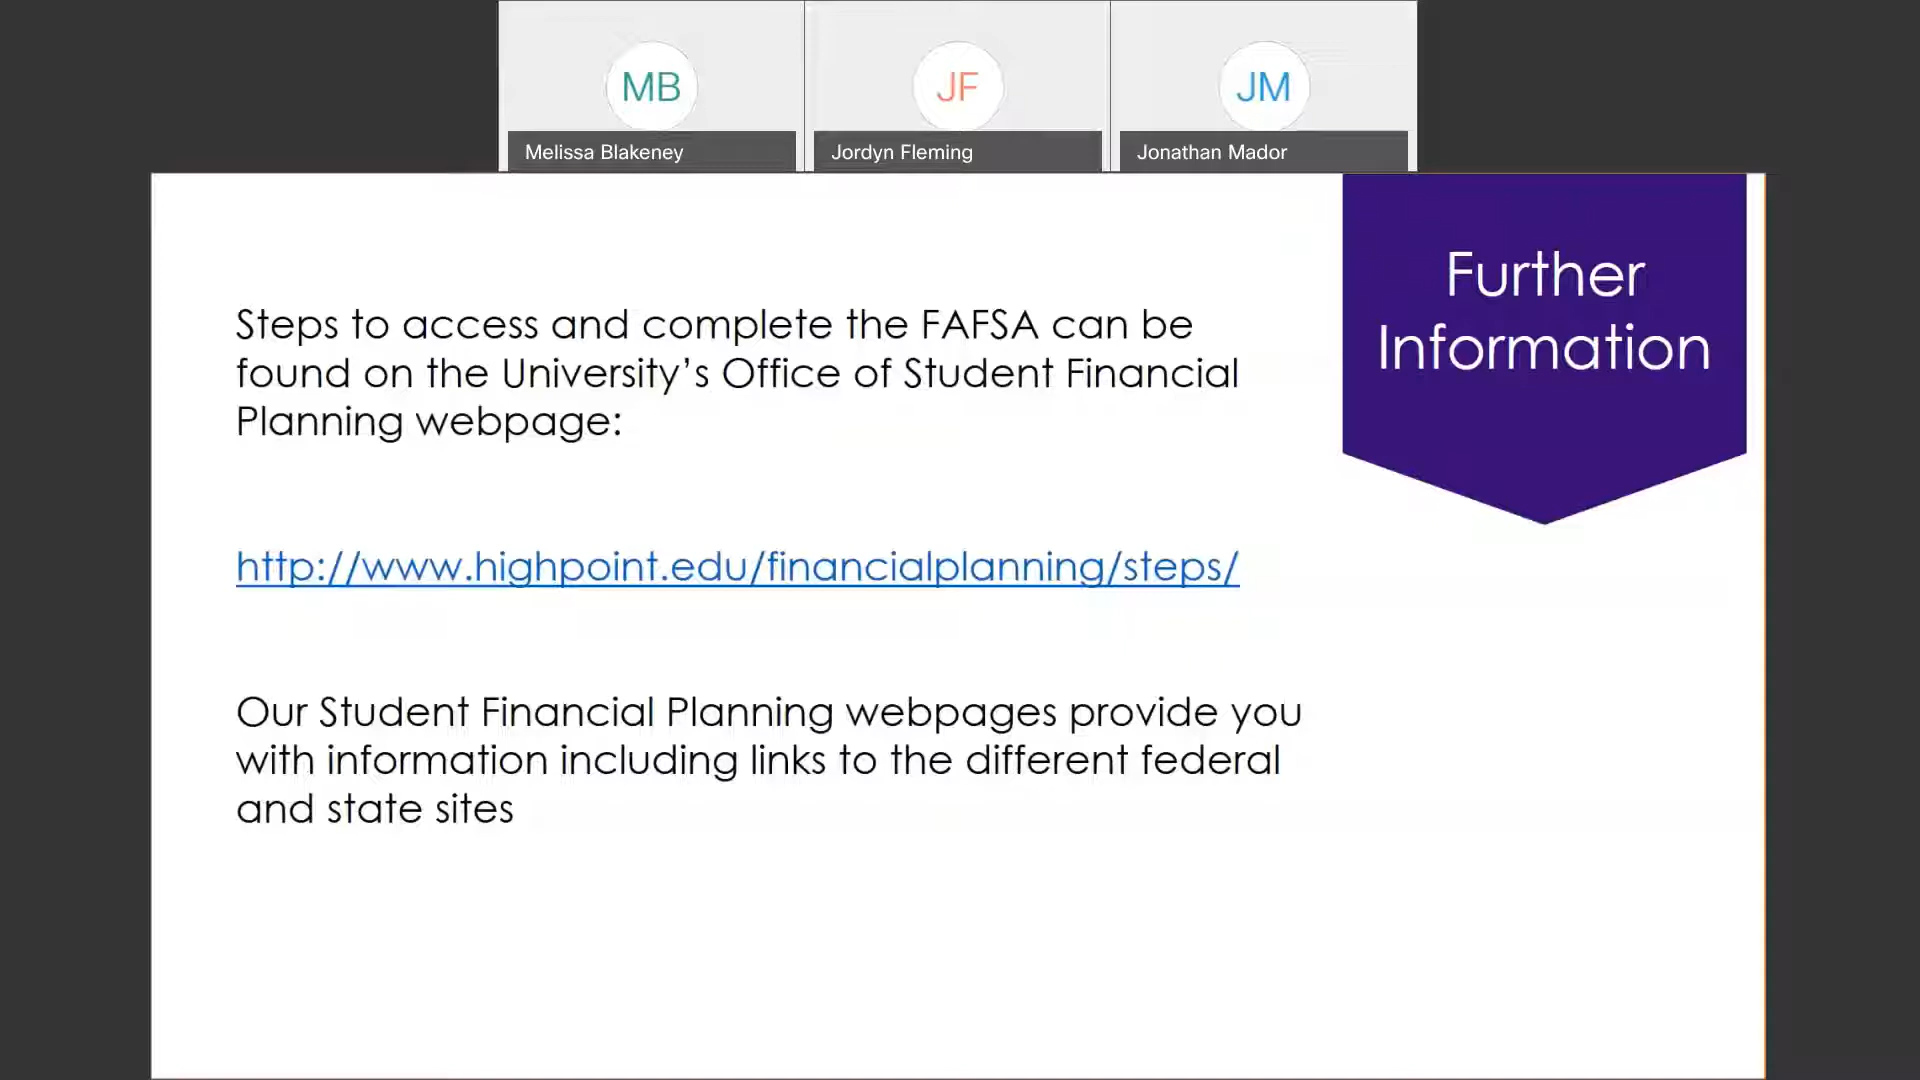 MB
JF
JM
Melissa Blakeney
Jordyn Fleming
Jonathan Mador
Further
Information
Steps to access and complete the FAFSA can be
found on the University’s Office of Student Financial
Planning webpage:
http://www.highpoint.edu/financialplanning/steps/
Our Student Financial Planning webpages provide you
with information including links to the different federal
and state sites